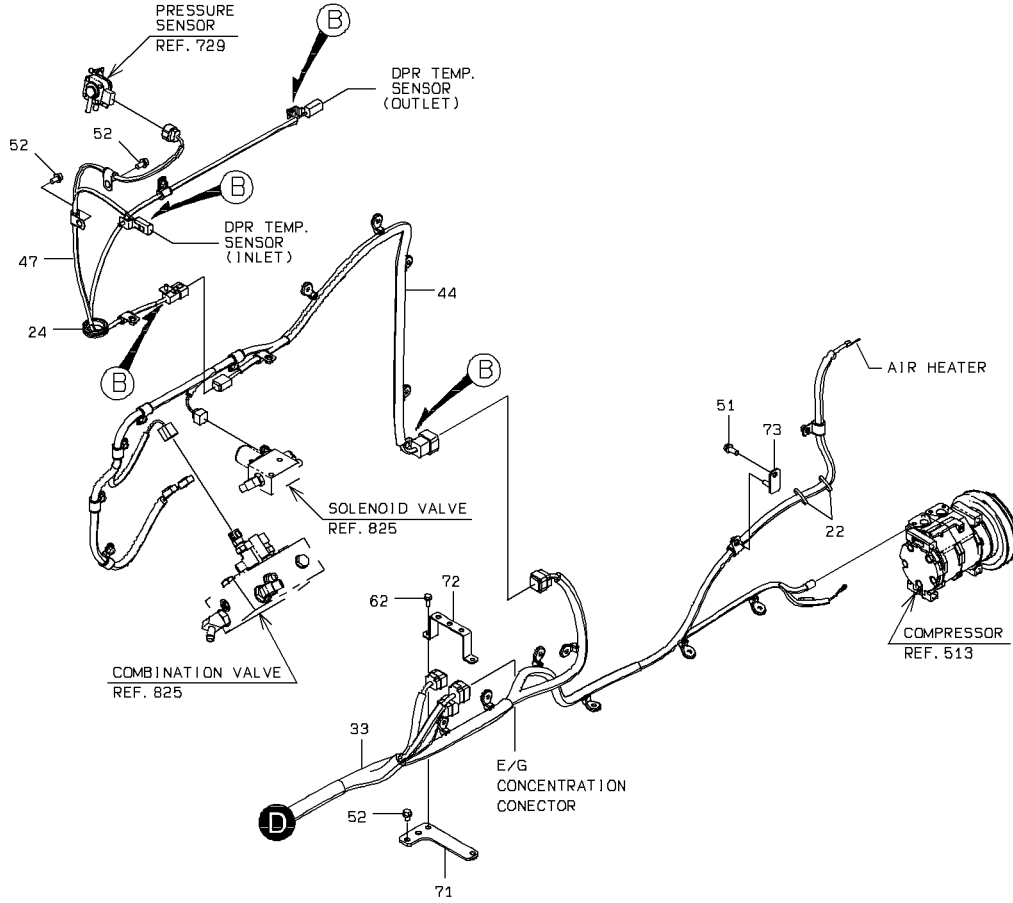 PRESSURE
SENSOR
REF. 729
B
DPR TEMP.
SENSOR
(OUTLET)
52
52
B
DPR TEMP.
SENSOR
(INLET)
47
44
24
B
B
AIR HEATER
51
73
SOLENOID VALVE
REF. 825
22
62
72
COMPRESSOR
REF. 513
COMBINATION VALVE
REF. 825
33
E/G
CONCENTRATION
CONECTOR
D
52
71